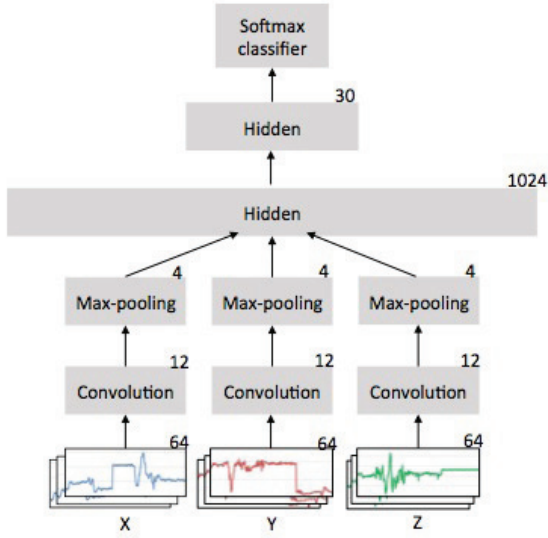 Softmax
classifier
30
Hidden
1024
Hidden
4 4 4
Max-pooling Max-pooling Max-pooling
12 12 12
Convolution Convolution Convolution
64 64 64
X Y Z